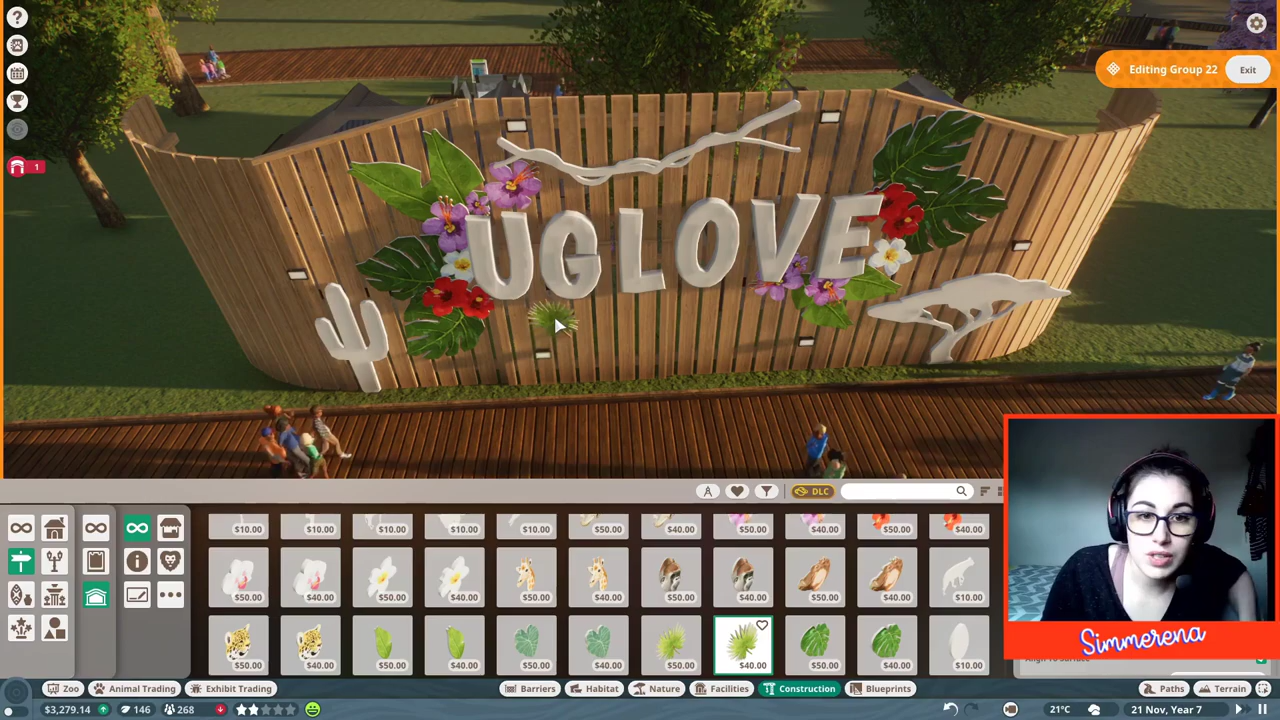 Editing Group 22
Exit
1
UGLOVE
DLC
$10.00 $10.00 $10.00 $10.00 $10.00 $50.00 $40.00 $50.00 $40.00 $50.00 $40.00
$50.00 $40.00 $50.00 $40.00 $50.00 $40.00 $50.00 $40.00 $50.00 $40.00 $10.00
$50.00 $40.00 $50.00 $40.00 $50.00 $40.00 $50.00 $40.00 $50.00 $40.00 $10.00
Simmerena
Zoo Animal Trading Exhibit Trading Barriers Habitat Nature Facilities Construction Blueprints Paths Terrain
$3,279.14 146 268 21°C 21 Nov, Year 7